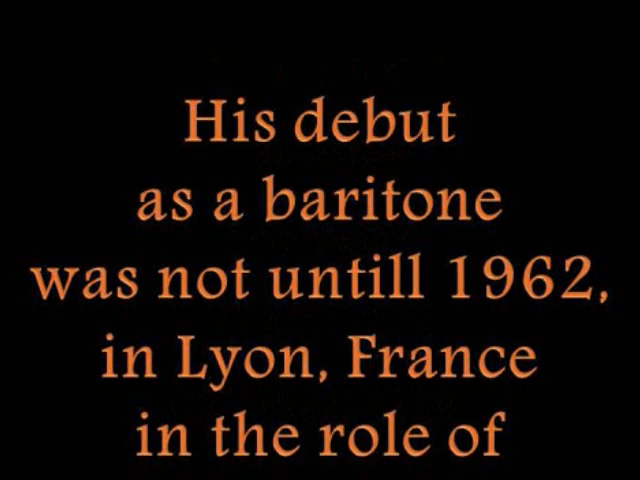 His debut
as a baritone
was not untill 1962,
in Lyon, France
in the role of